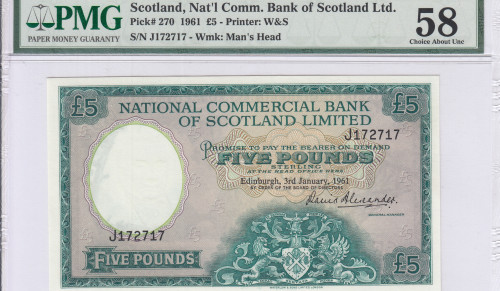 PMG
PAPER MONEY GUARANTY
Scotland, Nat'l Comm. Bank of Scotland Ltd.
Pick# 270 1961 £5 - Printer: W&S
S/N J172717 - Wmk: Man's Head
58
Choice About Unc
£5
£5
NATIONAL COMMERCIAL BANK
OF SCOTLAND LIMITED
J172717
PROMISE TO PAY THE BEARER ON DEMAND
FIVE POUNDS
STERLING
AT THE HEAD OFFICE HERE
Edinburgh, 3rd January, 1961
BY ORDER OF THE BOARD OF DIRECTORS
David Alexander
J172717
FIVE POUNDS
£5